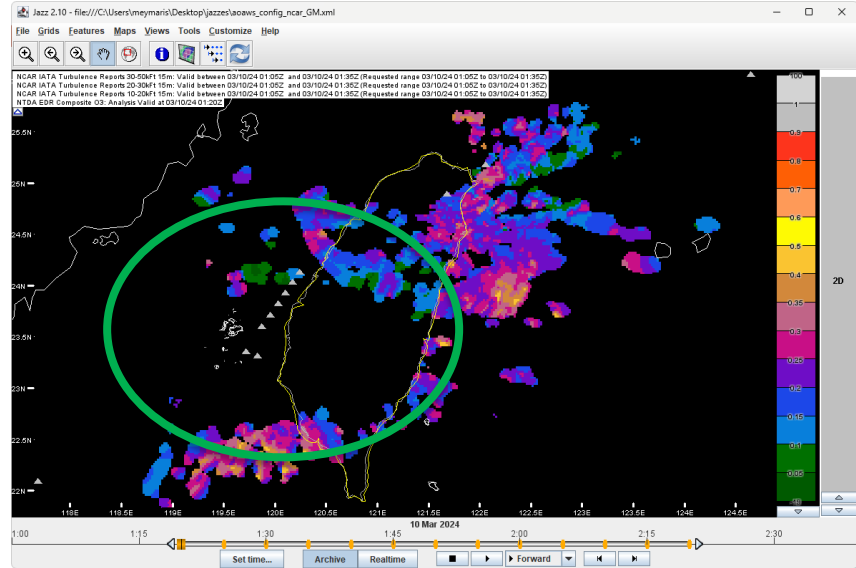 Jazz 2.10 - file:///C:\Users\meymaris\Desktop\jazzes\aoaws_config_ncar_GM.xml
File Grids Features Maps Views Tools Customize Help
NCAR IATA Turbulence Reports 30-50kFt 15m: Valid between 03/10/24 01:05Z and 03/10/24 01:35Z (Requested range 03/10/24 01:05Z to 03/10/24 01:35Z)
NCAR IATA Turbulence Reports 20-30kFt 15m: Valid between 03/10/24 01:05Z and 03/10/24 01:35Z (Requested range 03/10/24 01:05Z to 03/10/24 01:35Z)
NCAR IATA Turbulence Reports 10-20kFt 15m: Valid between 03/10/24 01:05Z and 03/10/24 01:35Z (Requested range 03/10/24 01:05Z to 03/10/24 01:35Z)
NTDA EDR Composite O3: Analysis Valid at 03/10/24 01:20Z
25.5N
25N
24.5N
24N
23.5N
23N
22.5N
22N
118E 118.5E 119E 119.5E 120E 120.5E 121E 121.5E 122E 122.5E 123E 123.5E 124E 124.5E
100
1
0.9
0.8
0.7
0.6
0.5
0.4
0.35
0.3
0.25
0.2
0.15
0.1
0.05
2D
10 Mar 2024
1:00 1:15 1:30 1:45 2:00 2:15 2:30
Set time... Archive Realtime Forward